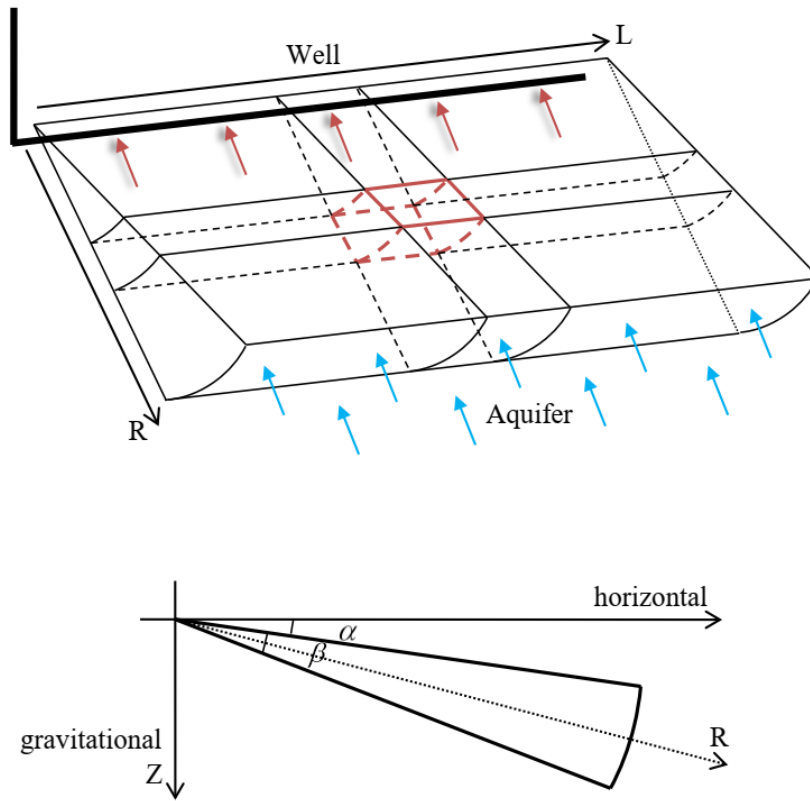 L
Well
R
Aquifer
horizontal
α
β
gravitational
R
Z